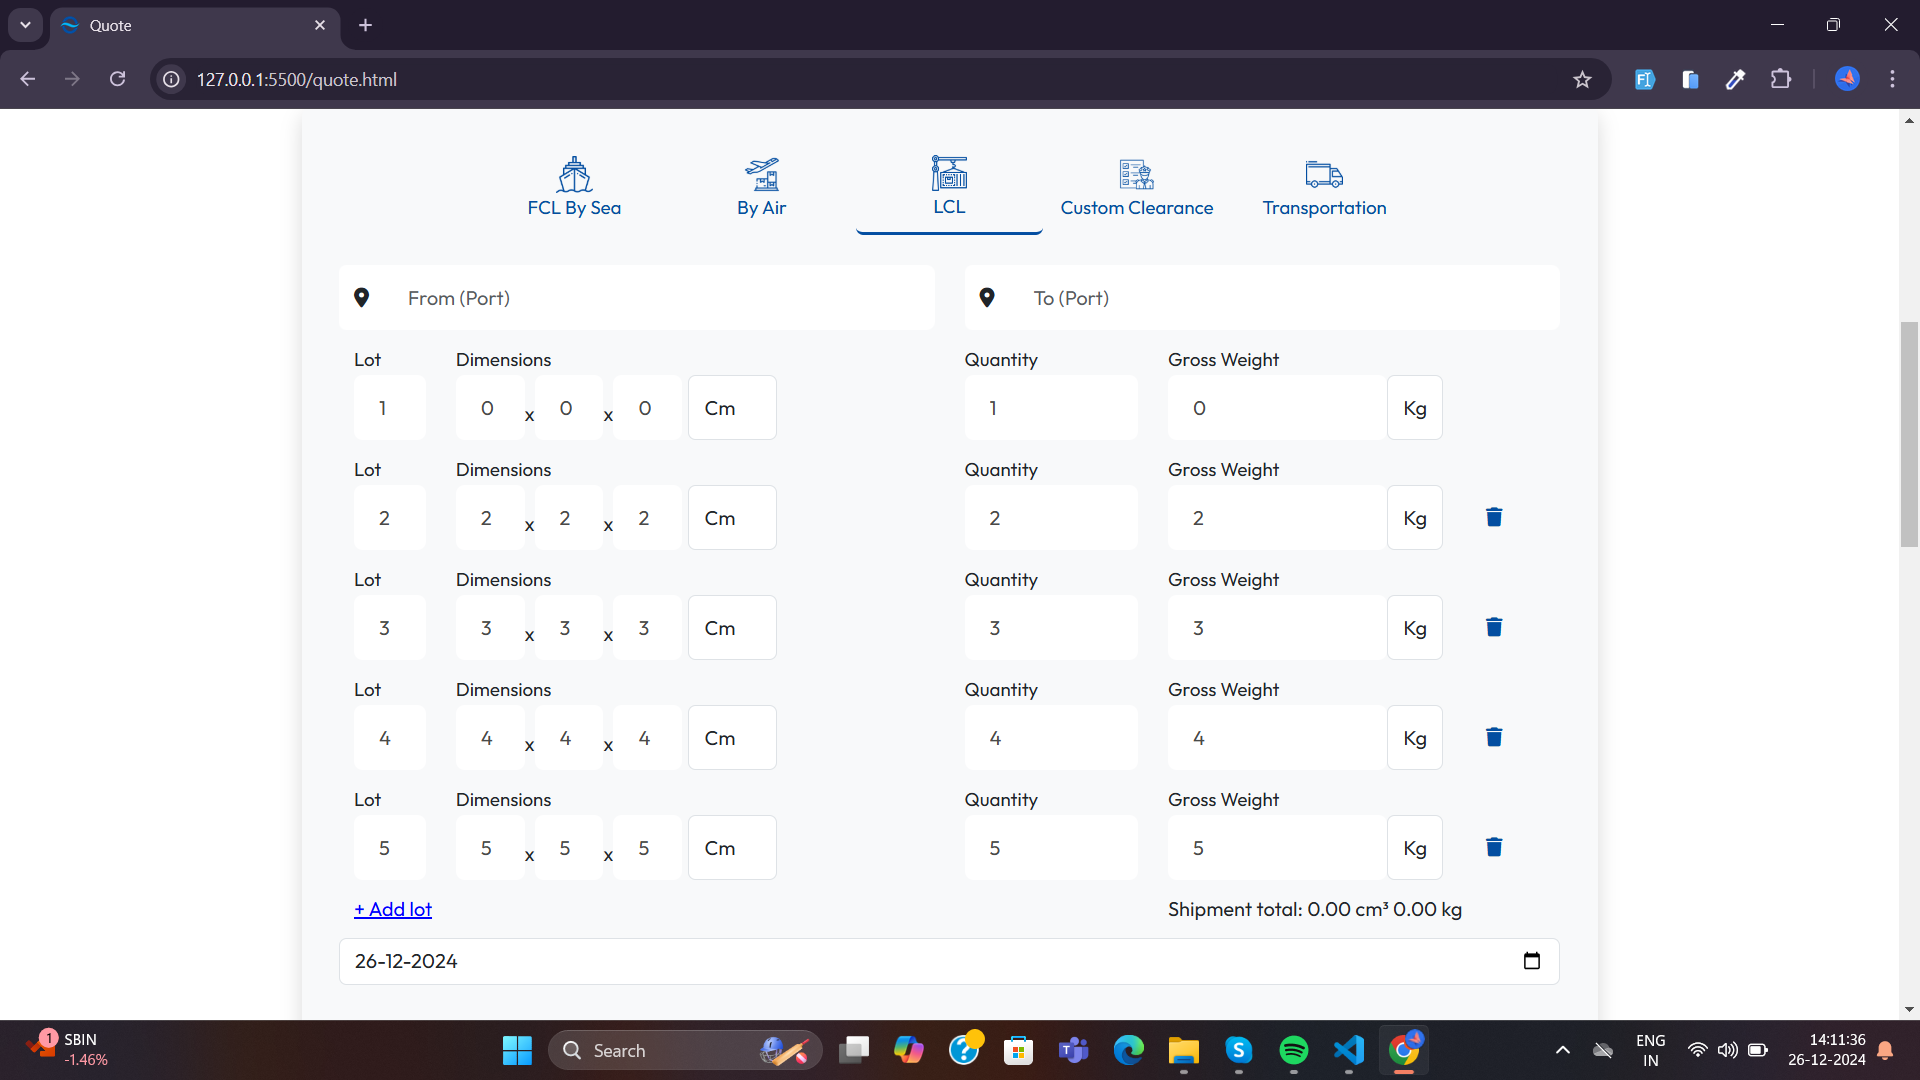 Quote
127.0.0.1:5500/quote.html
FCL By Sea
By Air
LCL
Custom Clearance
Transportation
From (Port)
To (Port)
Lot Dimensions Quantity Gross Weight
1 0 x 0 x 0 Cm 1 0 Kg
Lot Dimensions Quantity Gross Weight
2 2 x 2 x 2 Cm 2 2 Kg
Lot Dimensions Quantity Gross Weight
3 3 x 3 x 3 Cm 3 3 Kg
Lot Dimensions Quantity Gross Weight
4 4 x 4 x 4 Cm 4 4 Kg
Lot Dimensions Quantity Gross Weight
5 5 x 5 x 5 Cm 5 5 Kg
+ Add lot
Shipment total: 0.00 cm³ 0.00 kg
26-12-2024
1
SBIN
-1.46%
Search
ENG
IN
14:11:36
26-12-2024